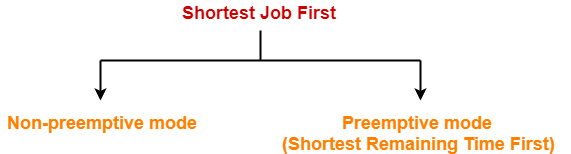 Shortest Job First
Non-preemptive mode
Preemptive mode
(Shortest Remaining Time First)